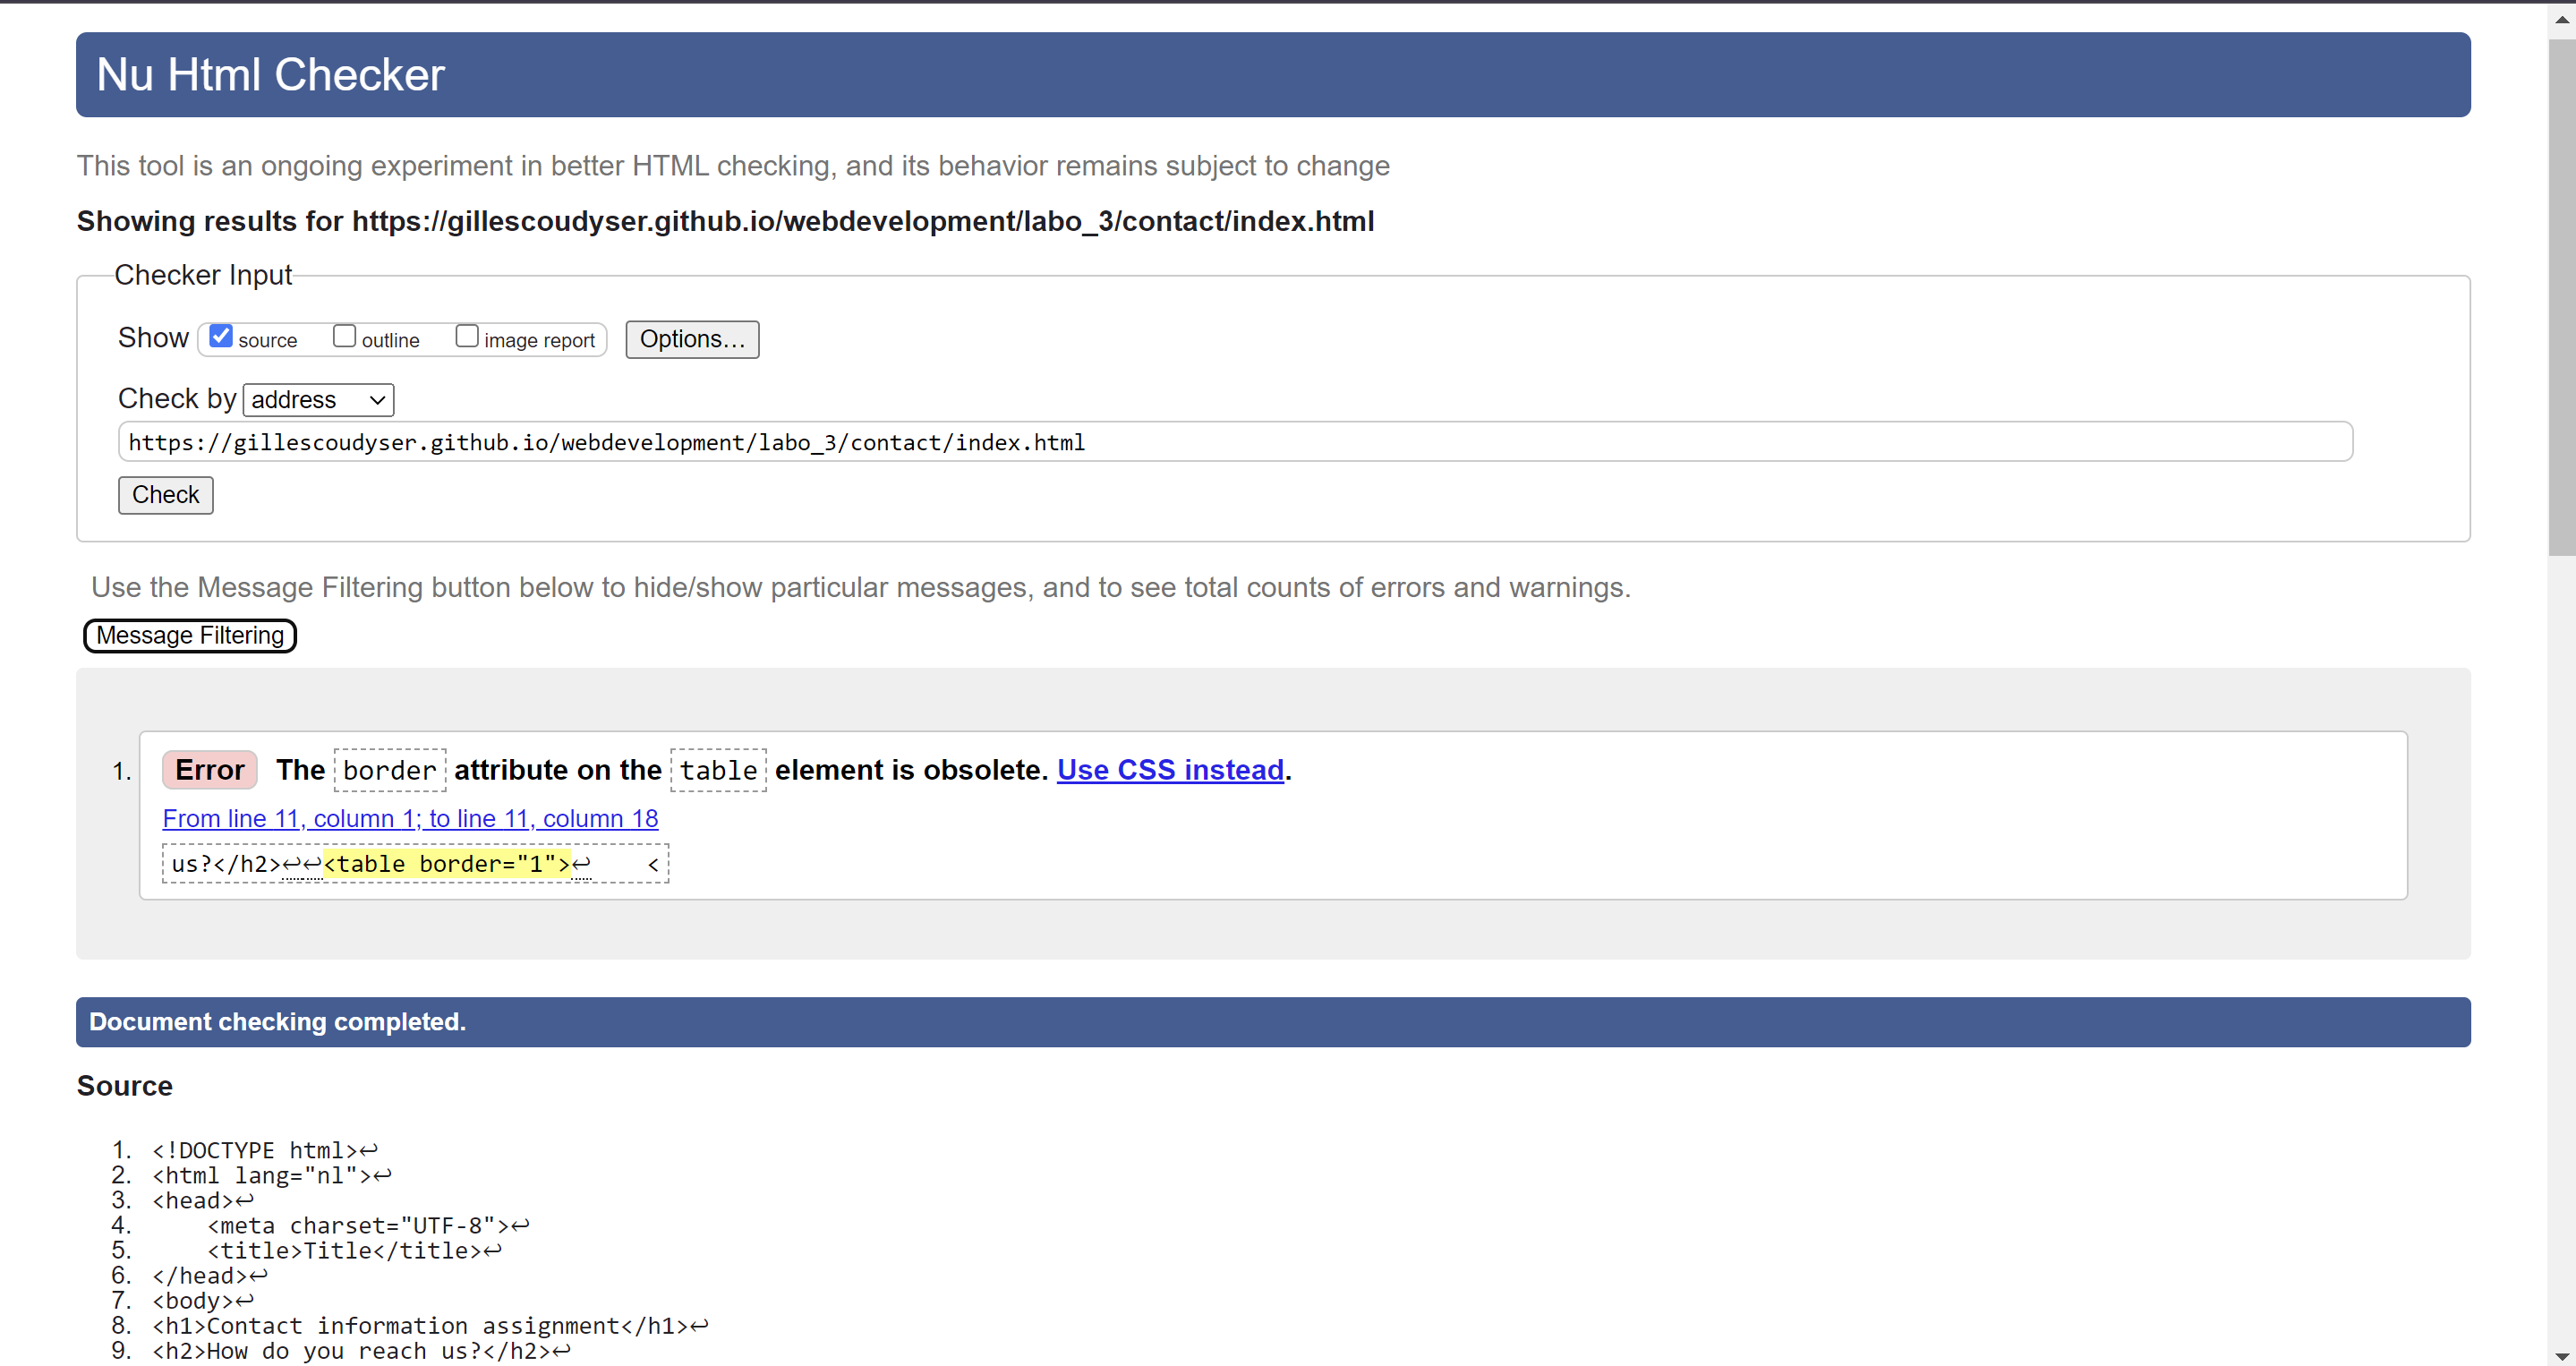 Nu Html Checker
This tool is an ongoing experiment in better HTML checking, and its behavior remains subject to change
Showing results for https://gillescoudyser.github.io/webdevelopment/labo_3/contact/index.html
Checker Input
Show source outline image report Options...
Check by address
https://gillescoudyser.github.io/webdevelopment/labo_3/contact/index.html
Check
Use the Message Filtering button below to hide/show particular messages, and to see total counts of errors and warnings.
Message Filtering
1. Error The border attribute on the table element is obsolete. Use CSS instead.
From line 11, column 1; to line 11, column 18
us?</h2>↩↩<table border="1">↩    <
Document checking completed.
Source
1. <!DOCTYPE html>↩
2. <html lang="nl">↩
3. <head>↩
4.     <meta charset="UTF-8">↩
5.     <title>Title</title>↩
6. </head>↩
7. <body>↩
8. <h1>Contact information assignment</h1>↩
9. <h2>How do you reach us?</h2>↩